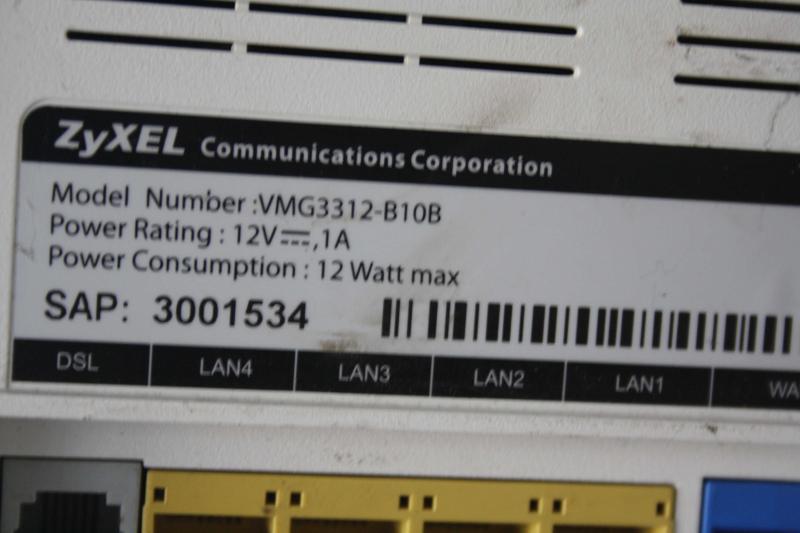 ZyXEL Communications Corporation
Model Number :VMG3312-B10B
Power Rating : 12V⎓,1A
Power Consumption : 12 Watt max
SAP: 3001534
DSL LAN4 LAN3 LAN2 LAN1 WA